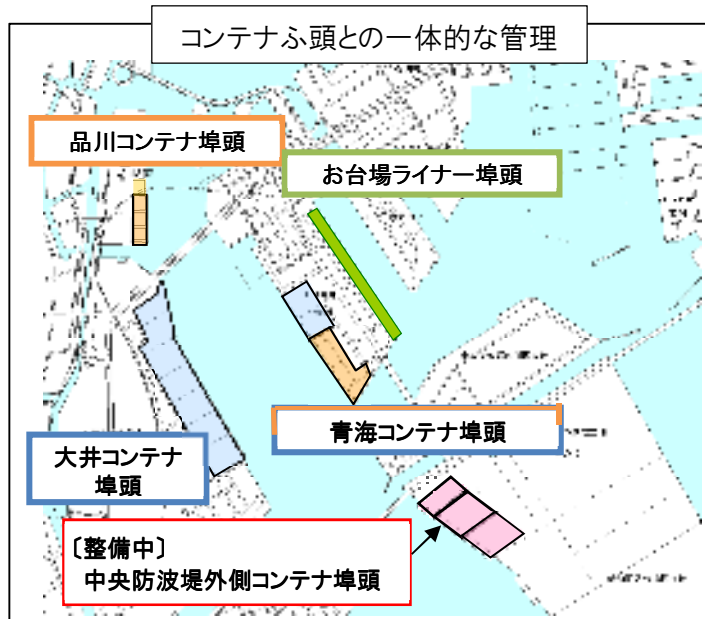 コンテナふ頭との一体的な管理
品川コンテナ埠頭
お台場ライナー埠頭
青海コンテナ埠頭
大井コンテナ
埠頭
〔整備中〕
中央防波堤外側コンテナ埠頭